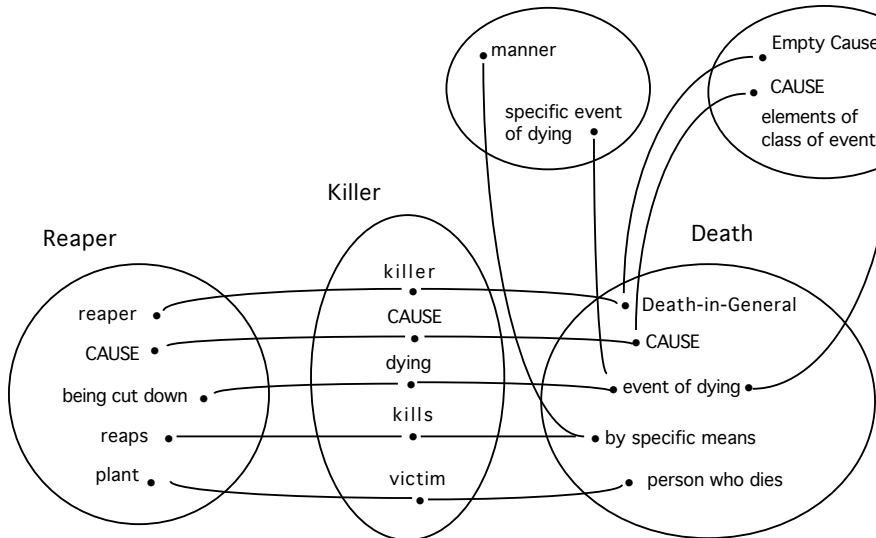 manner
specific event
of dying
Empty Cause
CAUSE
elements of
class of event
Killer
Reaper
Death
killer
reaper
Death-in-General
CAUSE
CAUSE
CAUSE
dying
being cut down
event of dying
kills
reaps
by specific means
plant
victim
person who dies